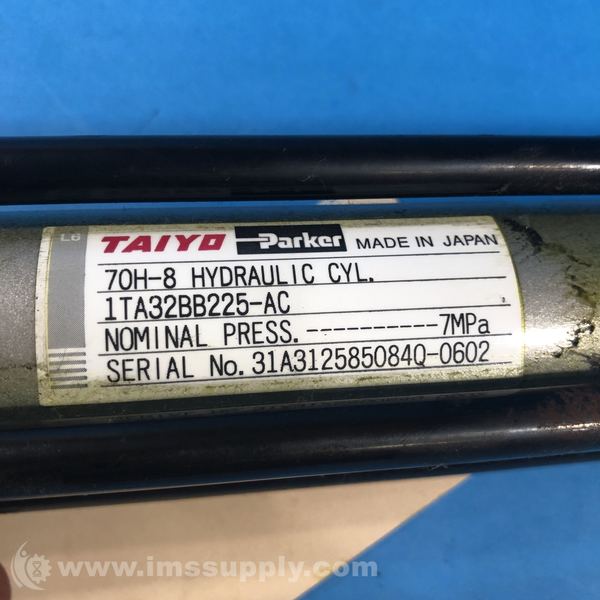 L6
TAIYO Parker MADE IN JAPAN
70H-8 HYDRAULIC CYL.
1TA32BB225-AC
NOMINAL PRESS. -----------7MPa
SERIAL No. 31A312585084Q-0602
www.imssupply.com